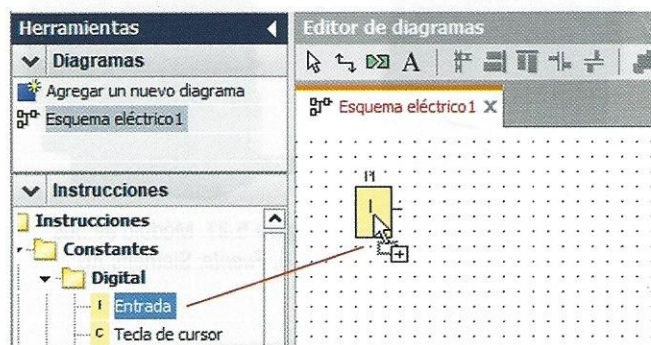 Herramientas
Diagramas
Agregar un nuevo diagrama
Esquema eléctrico1
Instrucciones
Instrucciones
Constantes
Digital
I Entrada
C Tecla de cursor
Editor de diagramas
A
Esquema eléctrico1 X
I1
I